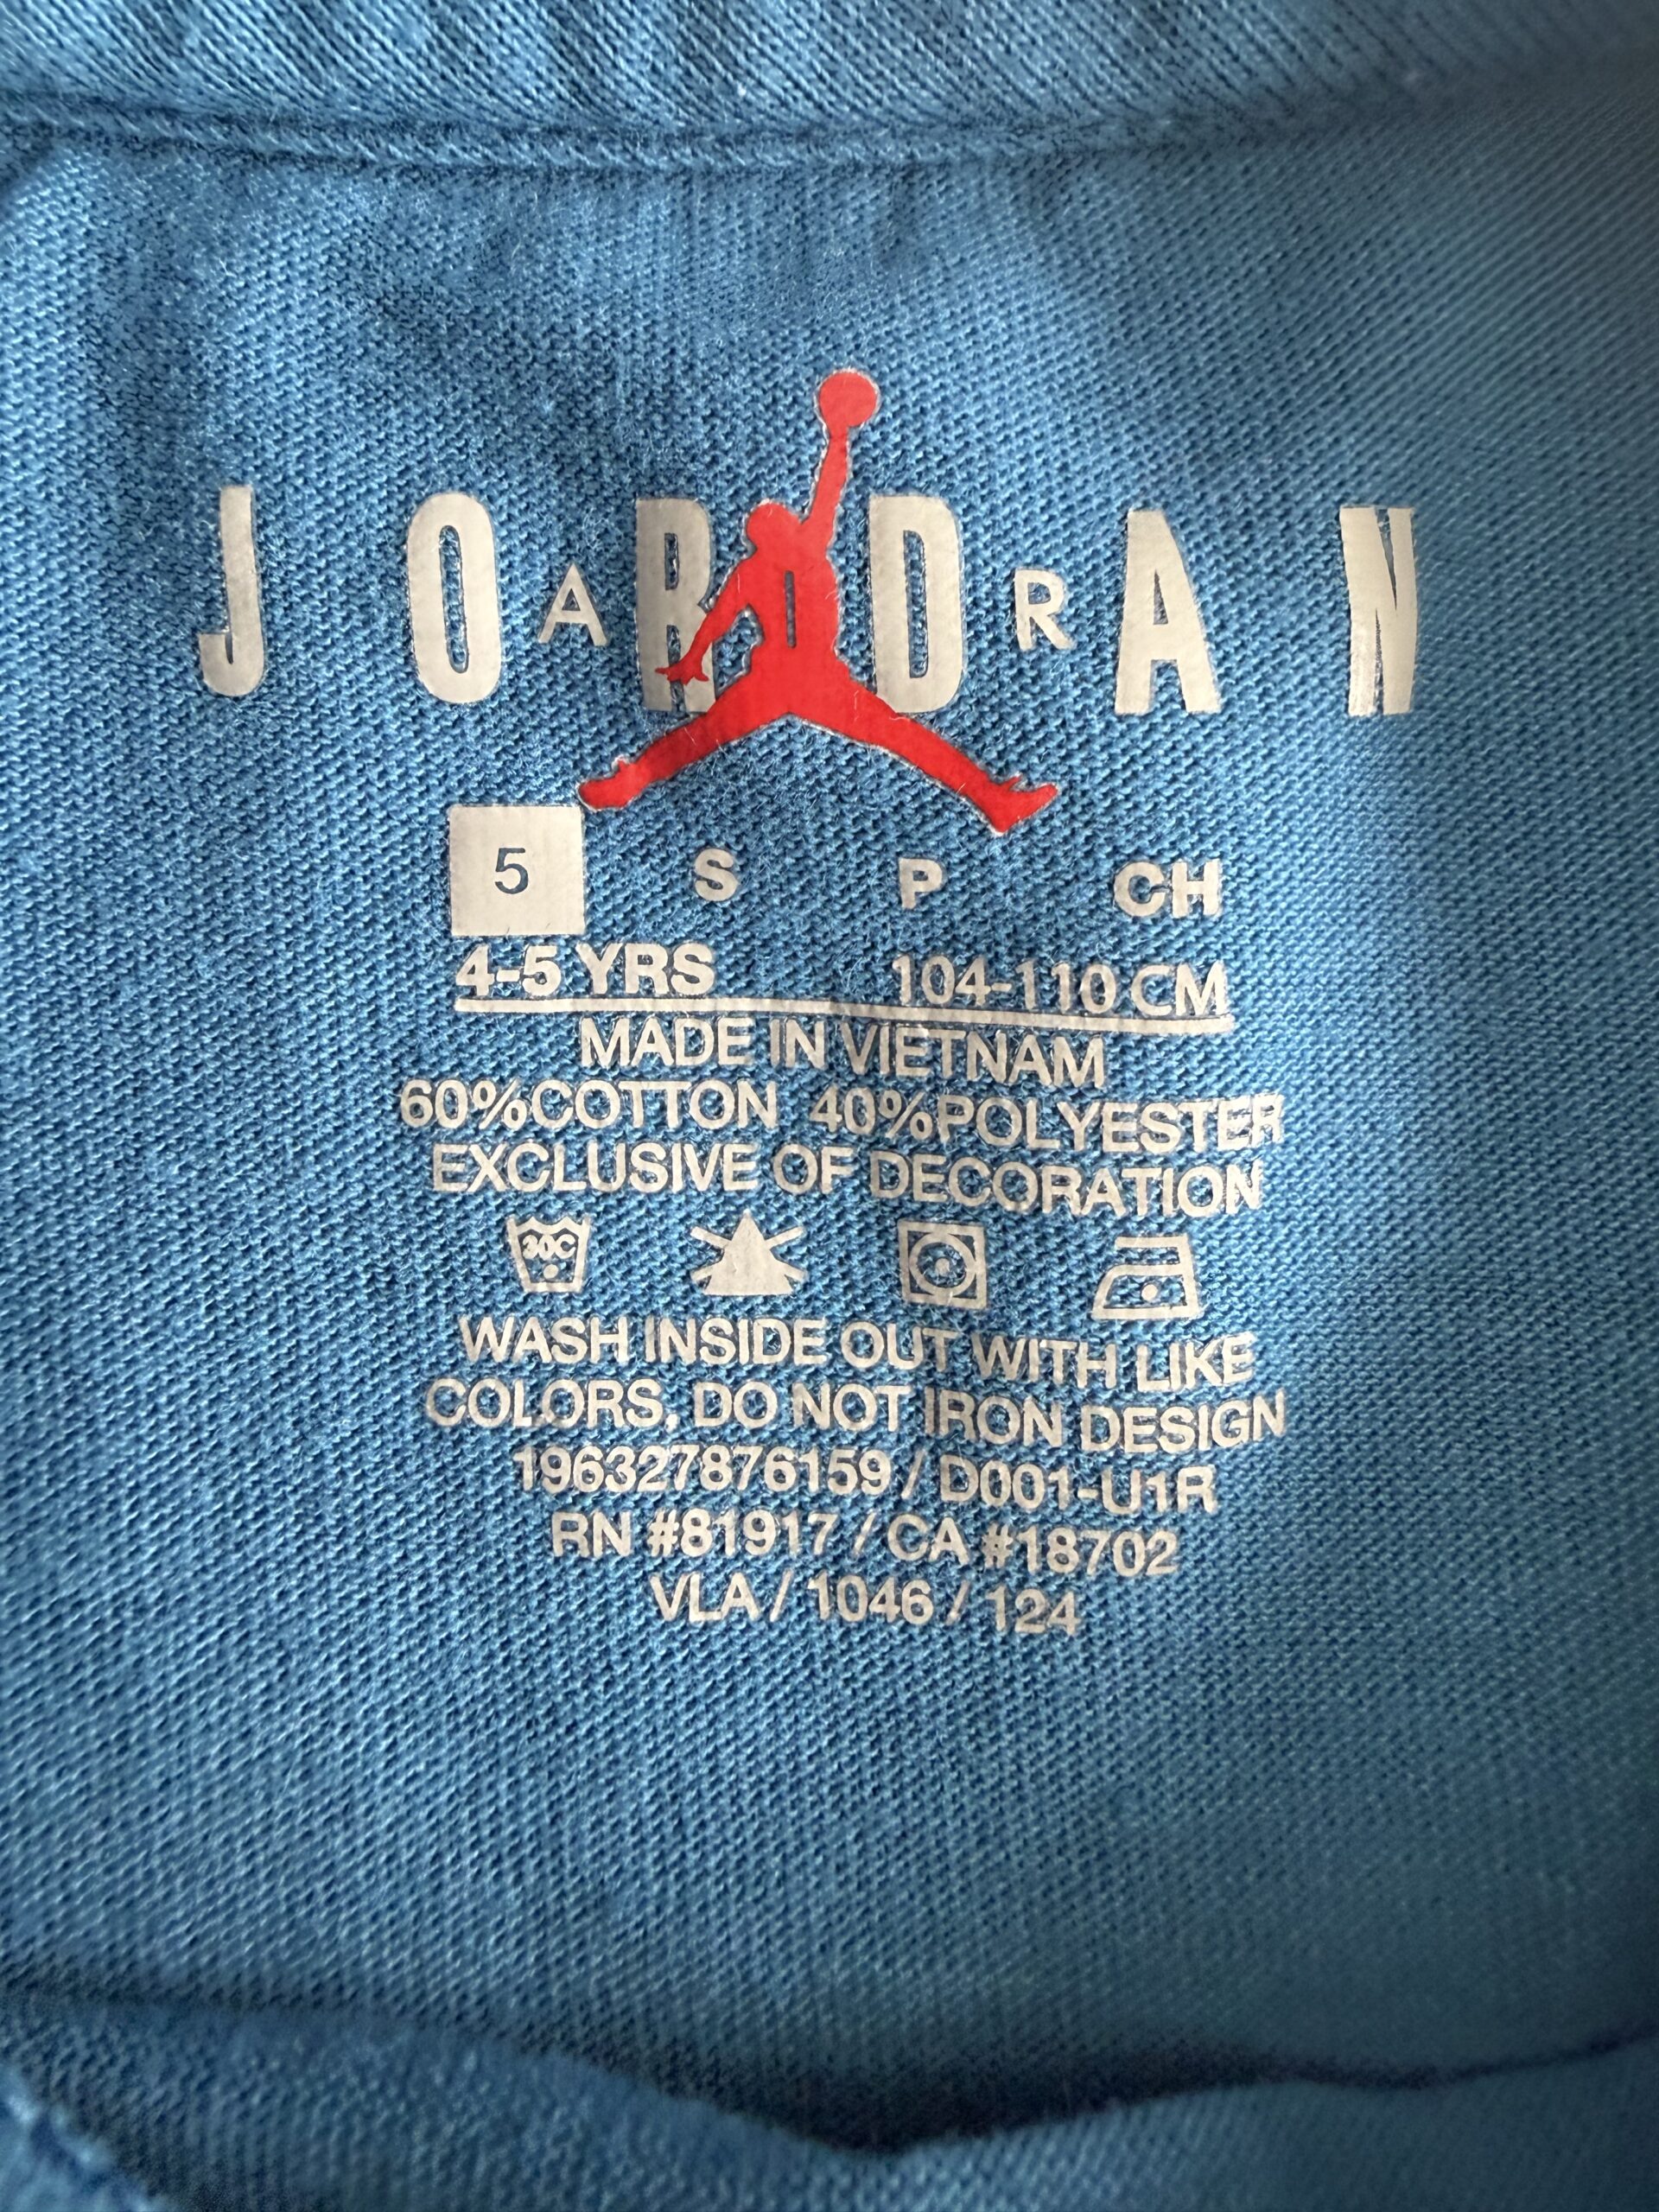 JORDAN
AIR
5 S P CH
4-5 YRS 104-110 CM
MADE IN VIETNAM
60%COTTON 40%POLYESTER
EXCLUSIVE OF DECORATION
30C
WASH INSIDE OUT WITH LIKE
COLORS, DO NOT IRON DESIGN
196327876159 / D001-U1R
RN #81917 / CA #18702
VLA / 1046 / 124